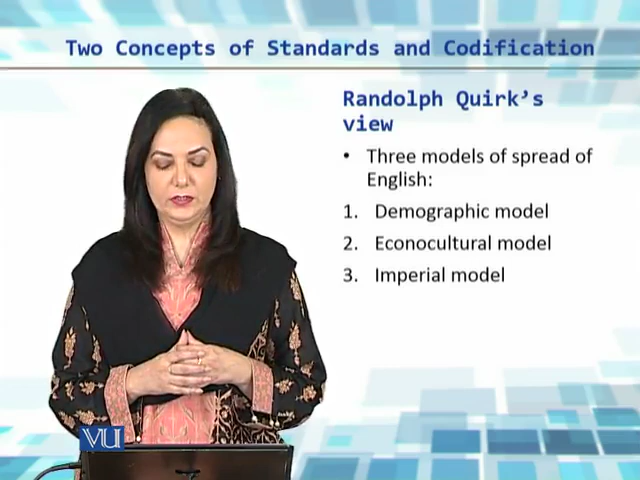 Two Concepts of Standards and Codification
Randolph Quirk's
view
• Three models of spread of
English:
1. Demographic model
2. Econocultural model
3. Imperial model
VU